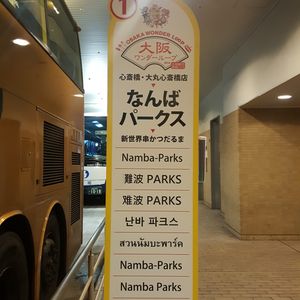 1
OSAKA WONDER LOOP
大阪
ワンダーループ
心斎橋・大丸心斎橋店
なんば
パークス
新世界串かつだるま
Namba-Parks
難波 PARKS
难波 PARKS
난바 파크스
สวนนัมบะพาร์ค
Namba-Parks
Namba Parks